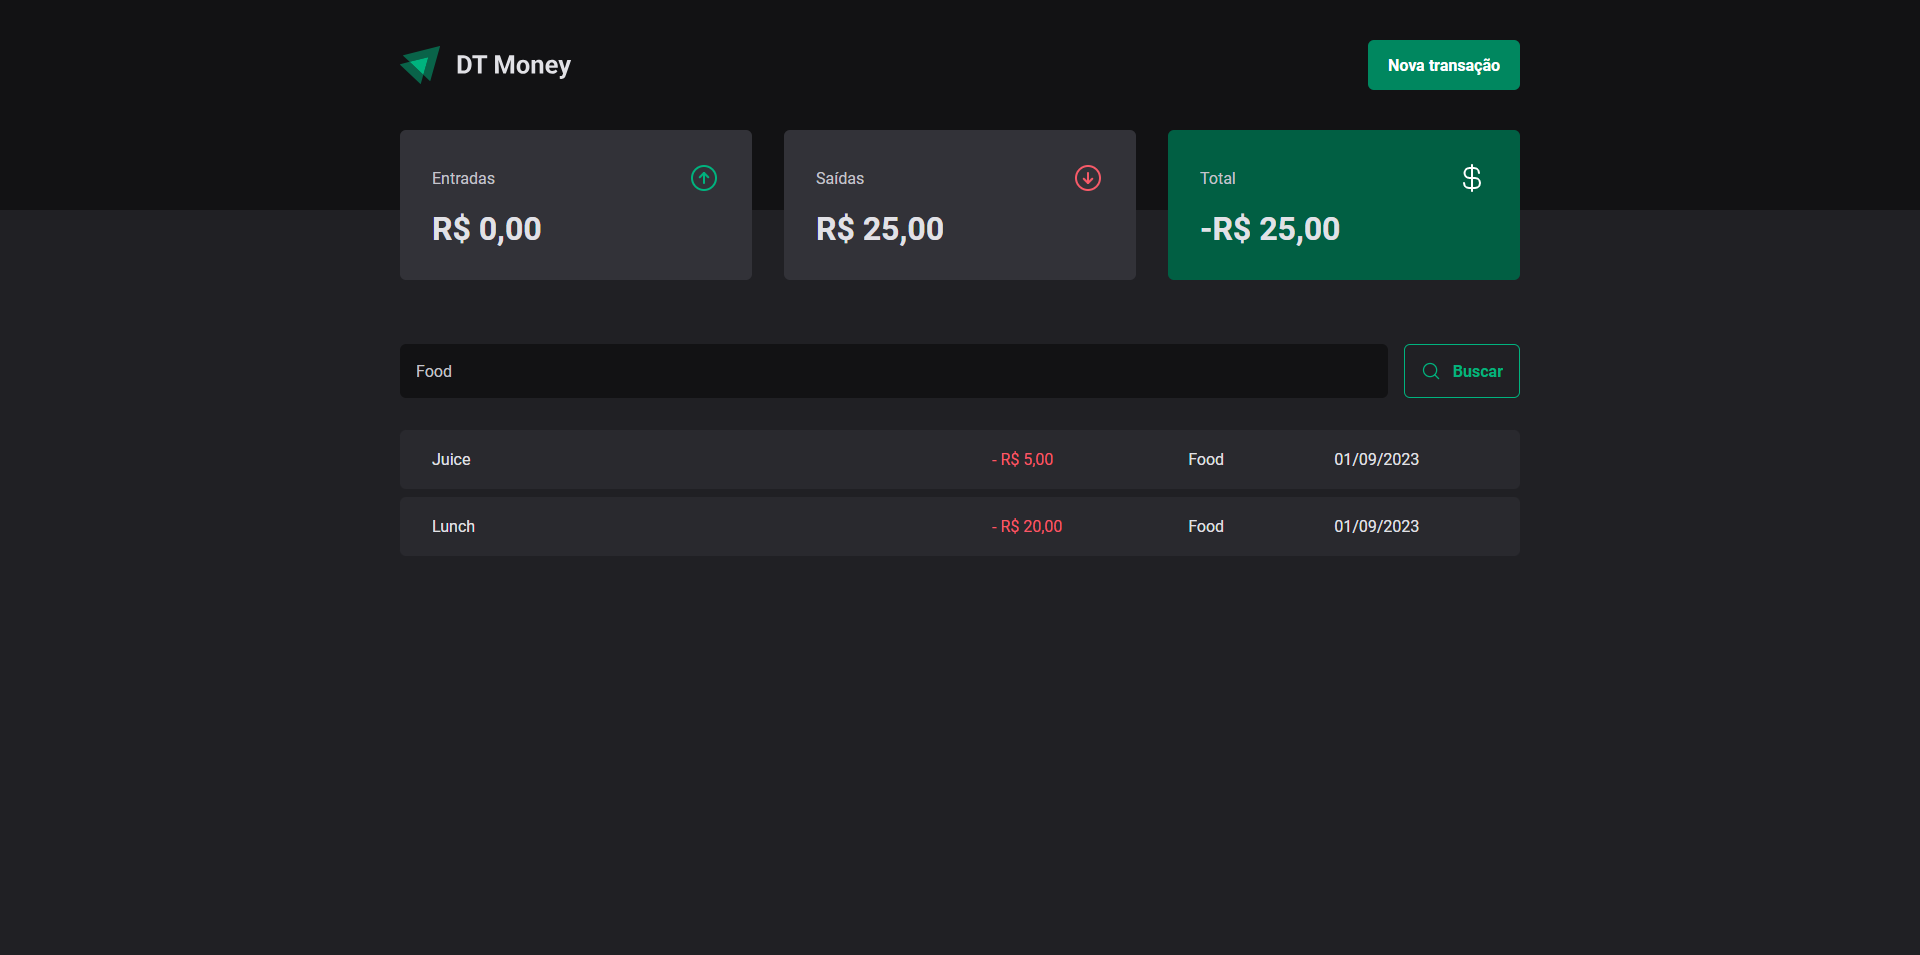 DT Money
Nova transação
Entradas
R$ 0,00
Saídas
R$ 25,00
Total
$
-R$ 25,00
Food
Buscar
Juice - R$ 5,00 Food 01/09/2023
Lunch - R$ 20,00 Food 01/09/2023